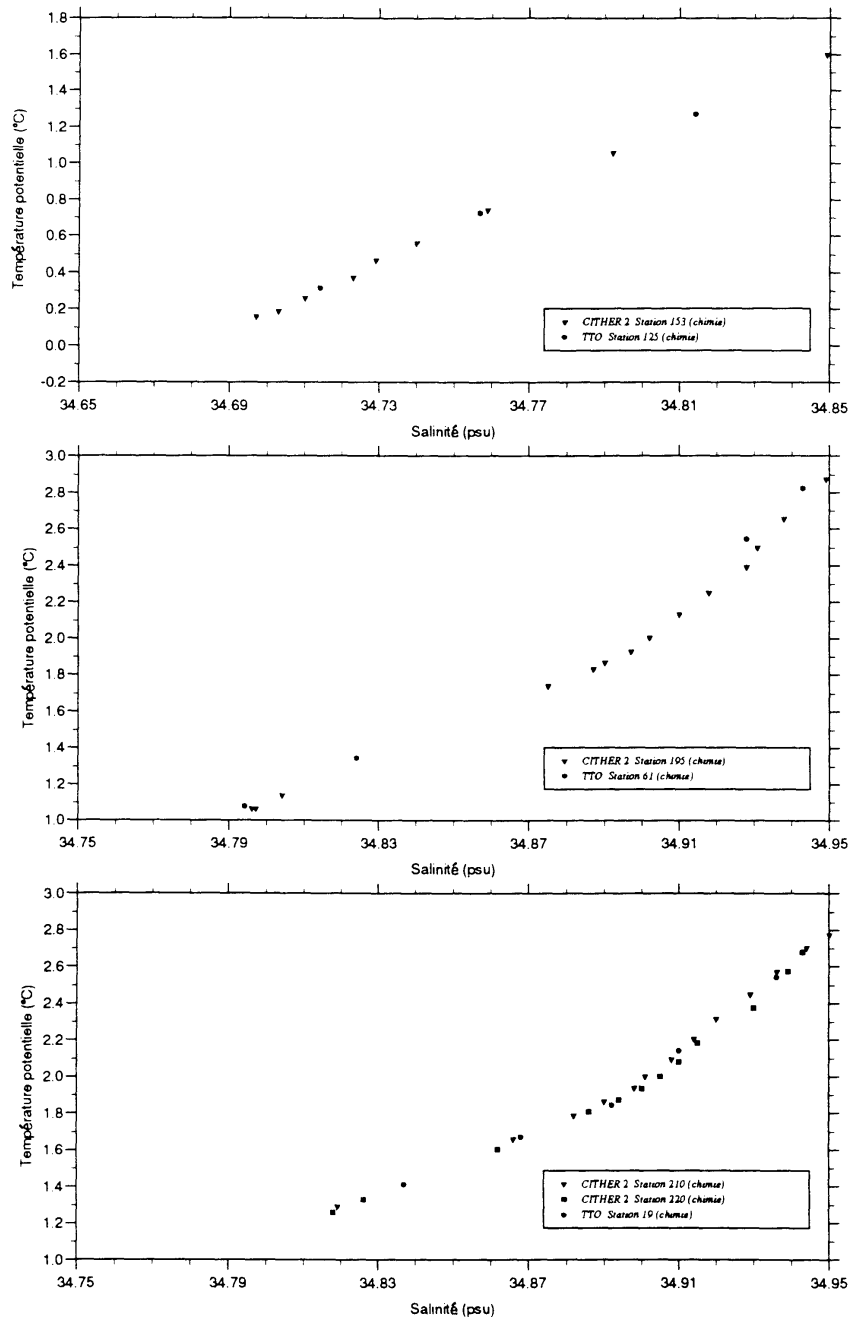 1.8
1.6
1.4
1.2
1.0
0.8
0.6
0.4
0.2
0.0
-0.2
Température potentielle (°C)
▼ CITHER 2 Station 153 (chimie)
● TTO Station 125 (chimie)
34.65 34.69 34.73 34.77 34.81 34.85
Salinité (psu)
3.0
2.8
2.6
2.4
2.2
2.0
1.8
1.6
1.4
1.2
1.0
Température potentielle (°C)
▼ CITHER 2 Station 195 (chimie)
● TTO Station 61 (chimie)
34.75 34.79 34.83 34.87 34.91 34.95
Salinité (psu)
3.0
2.8
2.6
2.4
2.2
2.0
1.8
1.6
1.4
1.2
1.0
Température potentielle (°C)
▼ CITHER 2 Station 210 (chimie)
■ CITHER 2 Station 220 (chimie)
● TTO Station 19 (chimie)
34.75 34.79 34.83 34.87 34.91 34.95
Salinité (psu)